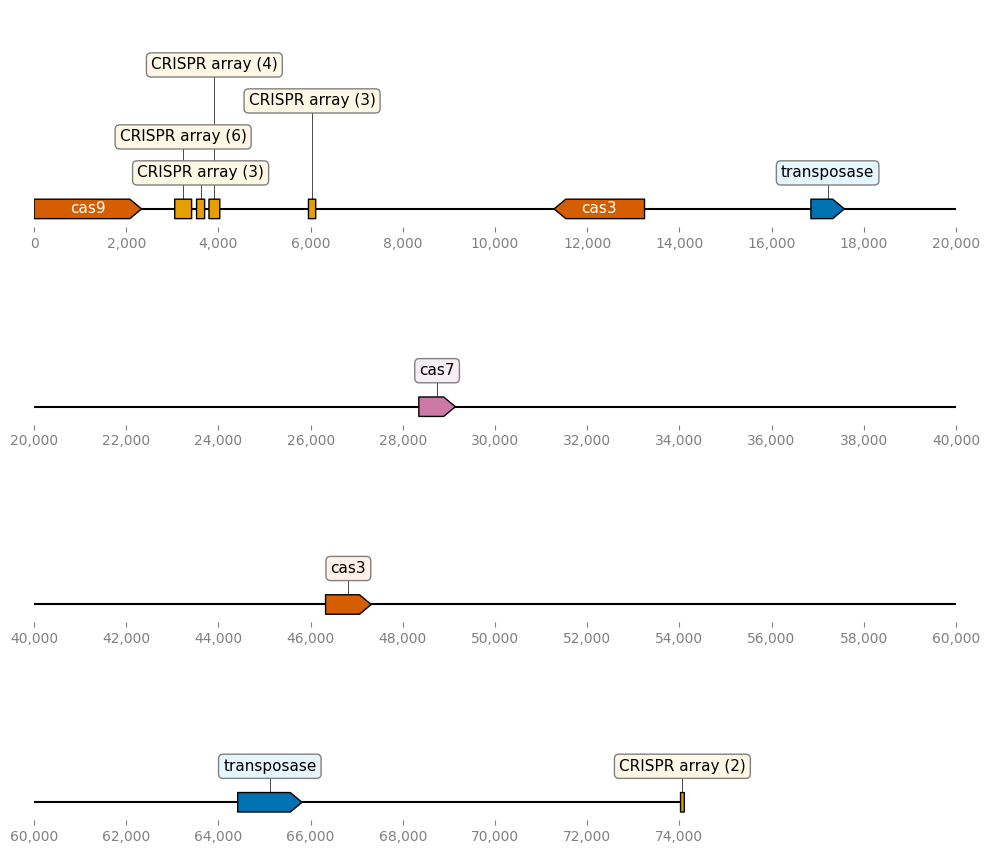 CRISPR array (4)
CRISPR array (3)
CRISPR array (6)
CRISPR array (3)
transposase
cas9
cas3
0 2,000 4,000 6,000 8,000 10,000 12,000 14,000 16,000 18,000 20,000
cas7
20,000 22,000 24,000 26,000 28,000 30,000 32,000 34,000 36,000 38,000 40,000
cas3
40,000 42,000 44,000 46,000 48,000 50,000 52,000 54,000 56,000 58,000 60,000
transposase
CRISPR array (2)
60,000 62,000 64,000 66,000 68,000 70,000 72,000 74,000